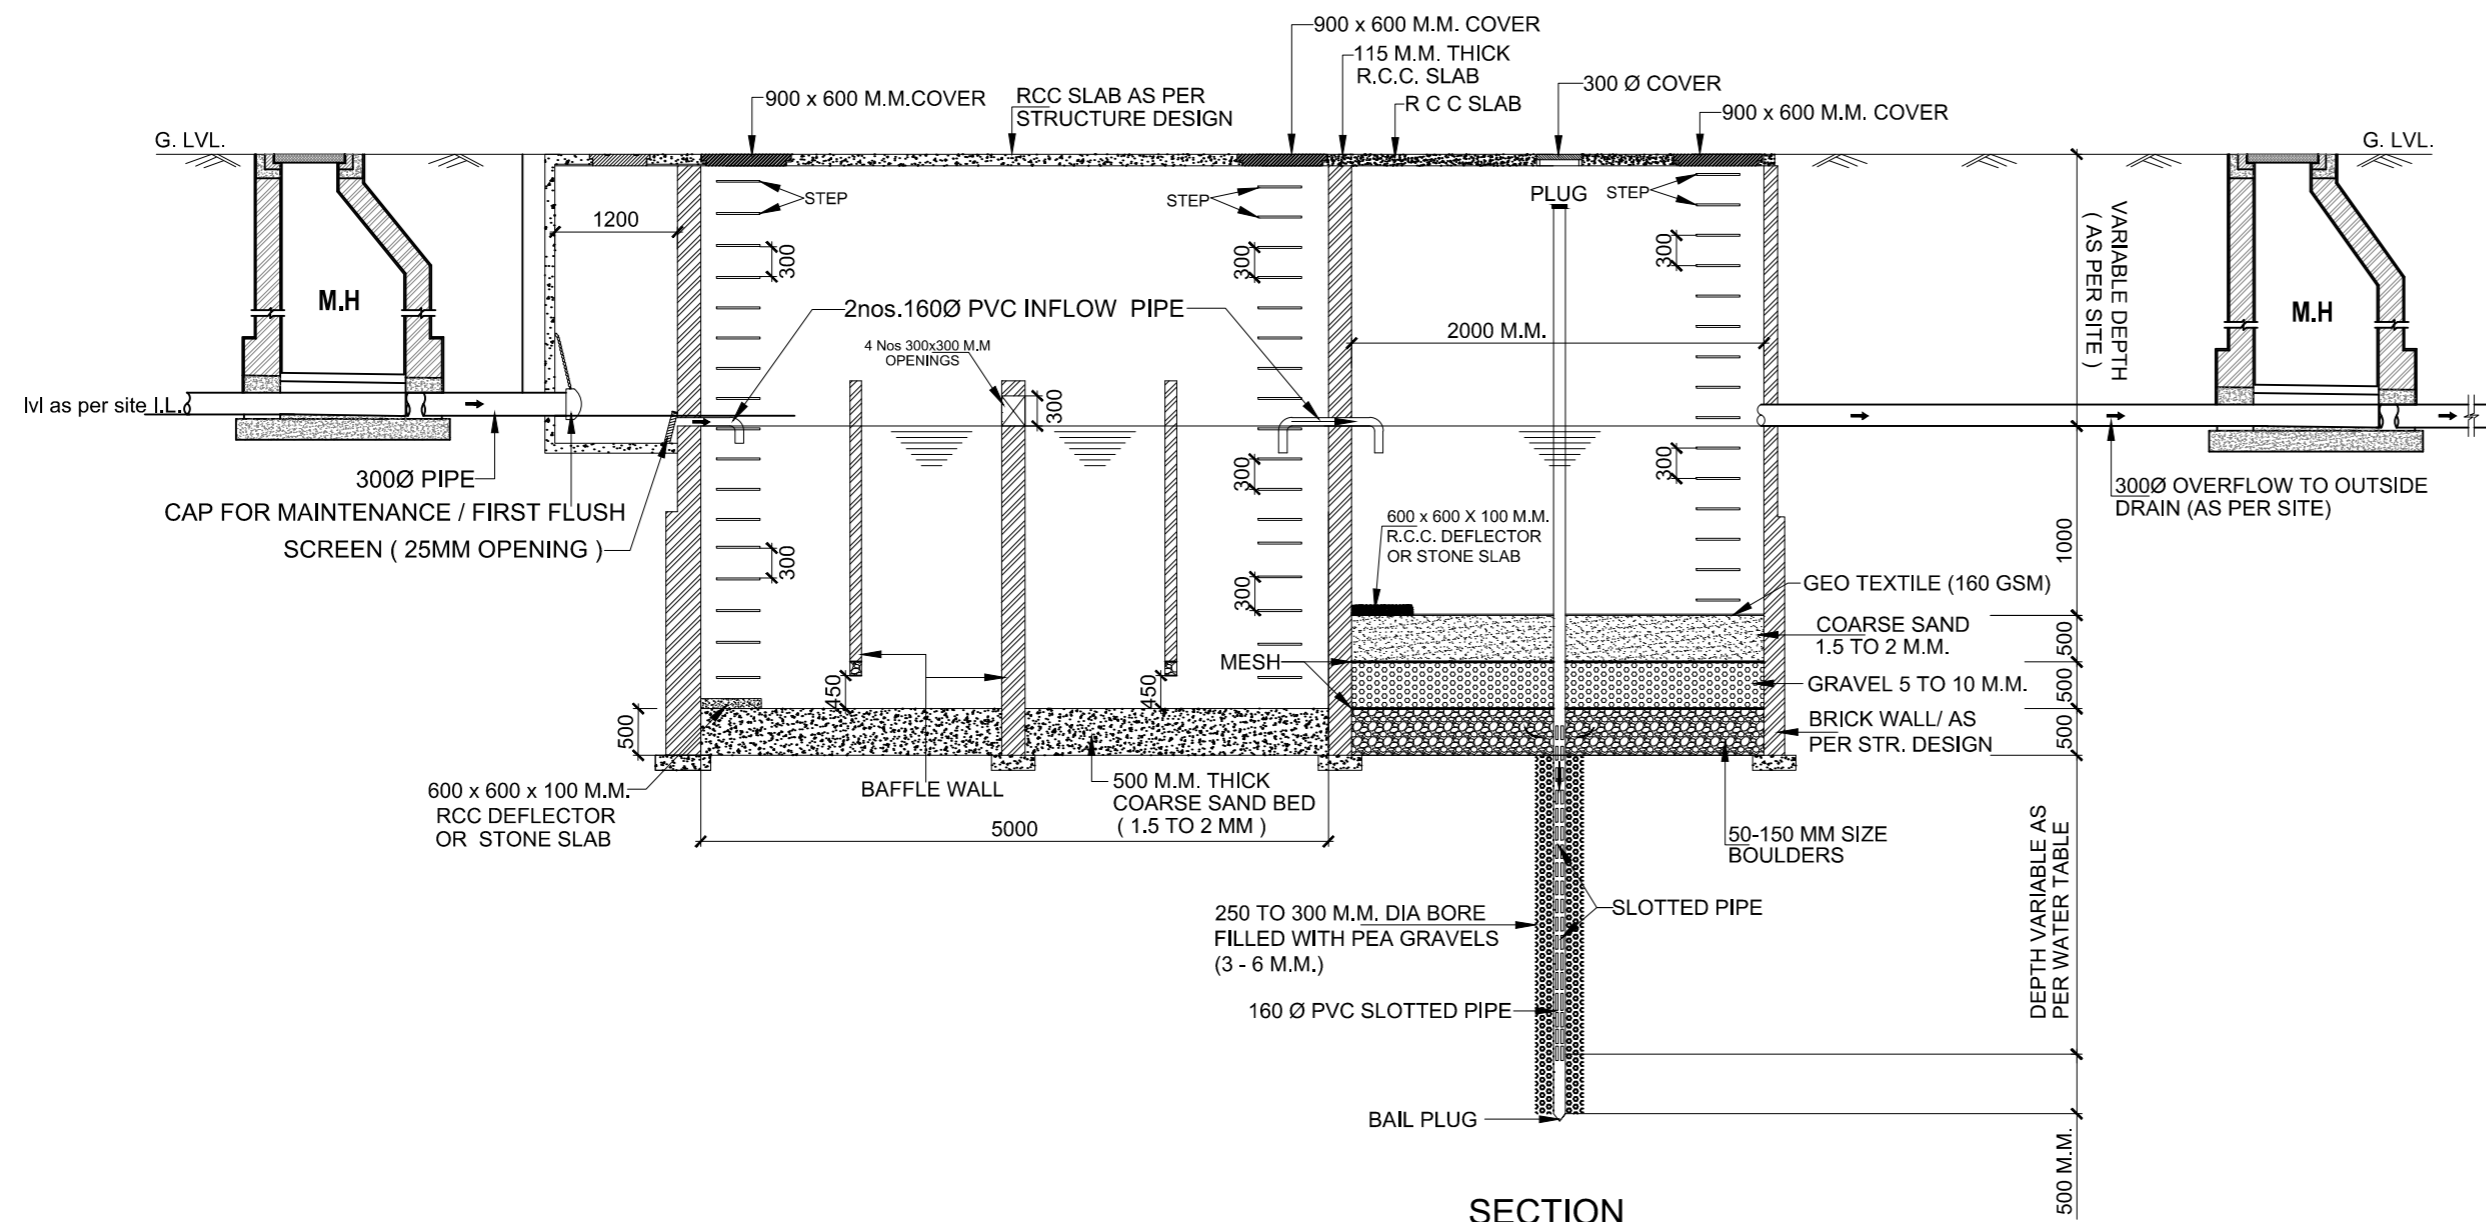 900 x 600 M.M. COVER
115 M.M. THICK
R.C.C. SLAB
300 Ø COVER
900 x 600 M.M.COVER
RCC SLAB AS PER
STRUCTURE DESIGN
R C C SLAB
900 x 600 M.M. COVER
G. LVL.
G. LVL.
STEP
STEP
PLUG
STEP
1200
300
300
300
VARIABLE DEPTH
( AS PER SITE )
M.H
M.H
2nos.160Ø PVC INFLOW PIPE
2000 M.M.
4 Nos 300x300 M.M
OPENINGS
300
lvl as per site I.L.
300Ø PIPE
CAP FOR MAINTENANCE / FIRST FLUSH
SCREEN ( 25MM OPENING )
300
300
300Ø OVERFLOW TO OUTSIDE
DRAIN (AS PER SITE)
600 x 600 X 100 M.M.
R.C.C. DEFLECTOR
OR STONE SLAB
1000
300
300
GEO TEXTILE (160 GSM)
COARSE SAND
1.5 TO 2 M.M.
500
MESH
GRAVEL 5 TO 10 M.M.
500
450
450
BRICK WALL/ AS
PER STR. DESIGN
500
500
600 x 600 x 100 M.M.
RCC DEFLECTOR
OR STONE SLAB
BAFFLE WALL
500 M.M. THICK
COARSE SAND BED
( 1.5 TO 2 MM )
5000
50-150 MM SIZE
BOULDERS
DEPTH VARIABLE AS
PER WATER TABLE
250 TO 300 M.M. DIA BORE
FILLED WITH PEA GRAVELS
(3 - 6 M.M.)
SLOTTED PIPE
160 Ø PVC SLOTTED PIPE
BAIL PLUG
500 M.M.
SECTION